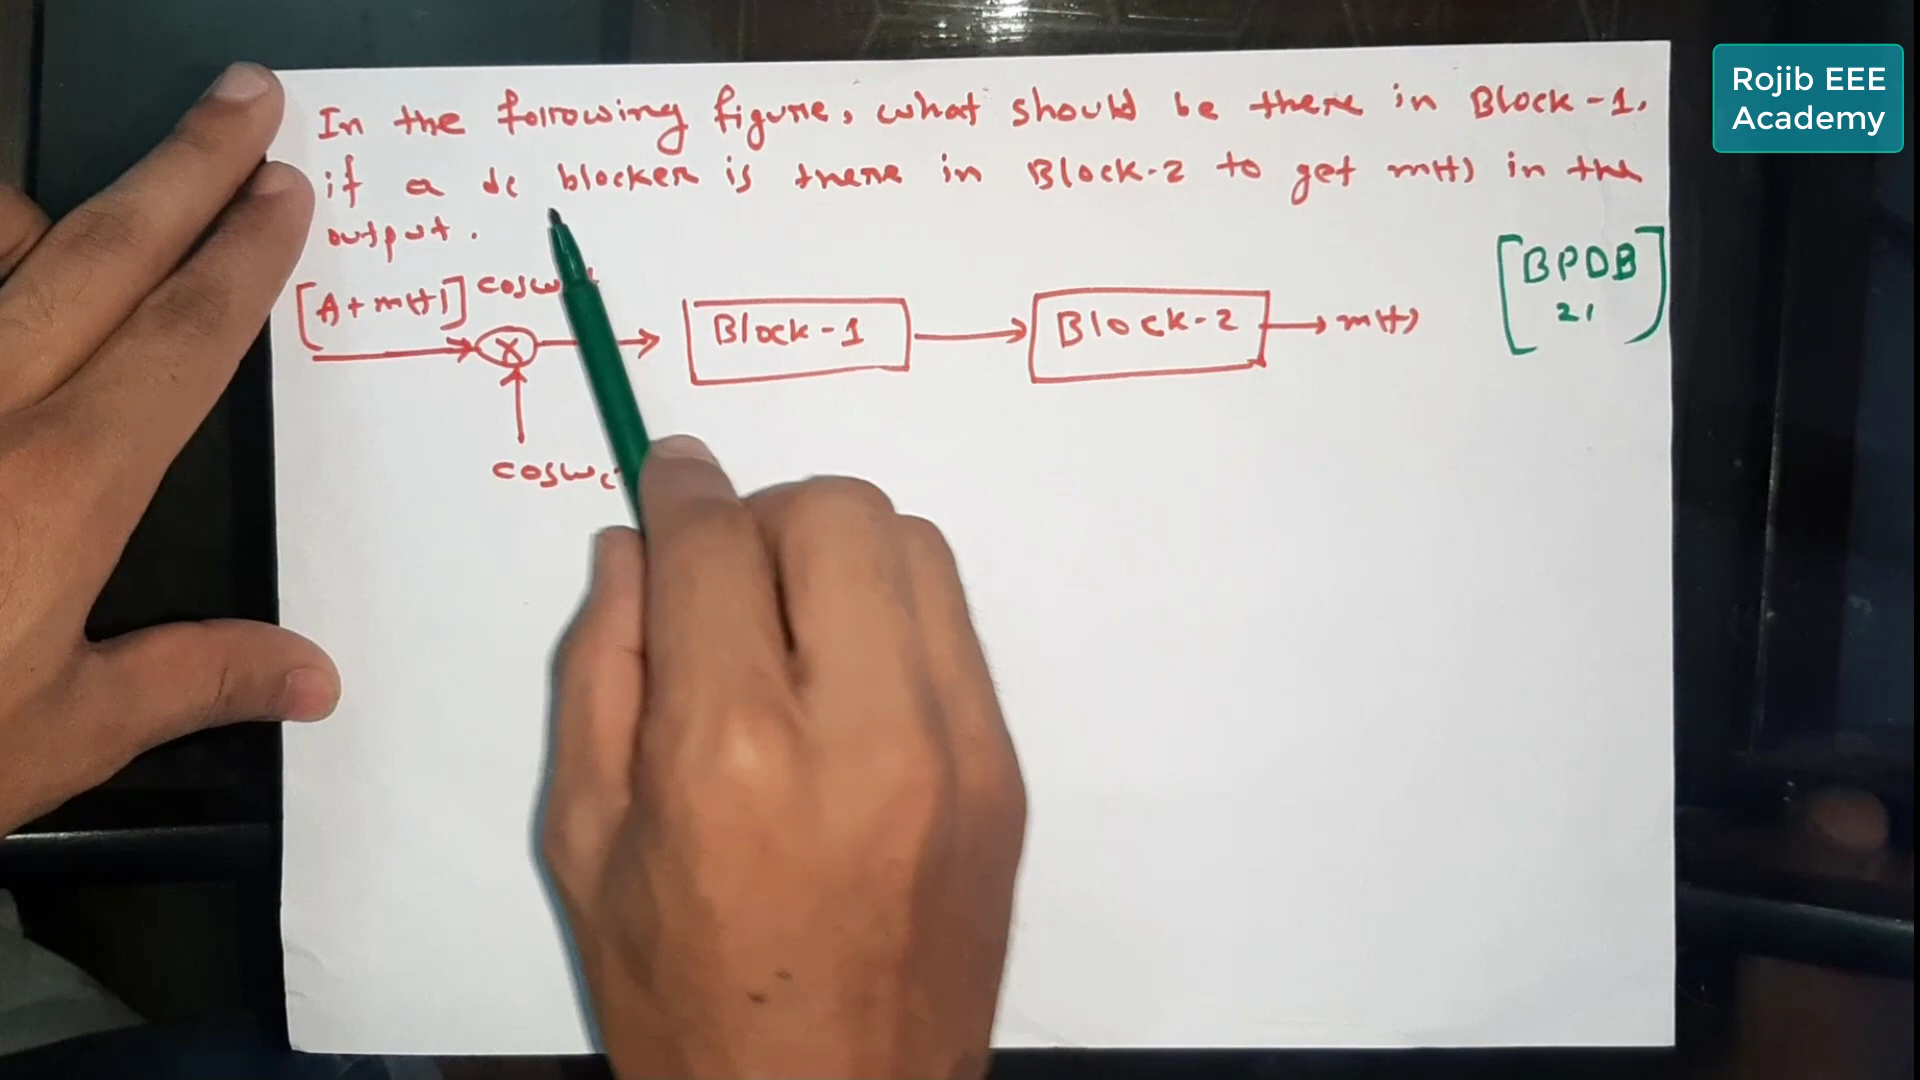 In the following figure, what should be there in Block-1.
if a dc blocker is there in Block-2 to get m(t) in the
output.
[A+m(t)]
Block-1
Block-2
m(t)
[BPDB
21]
Rojib EEE
Academy